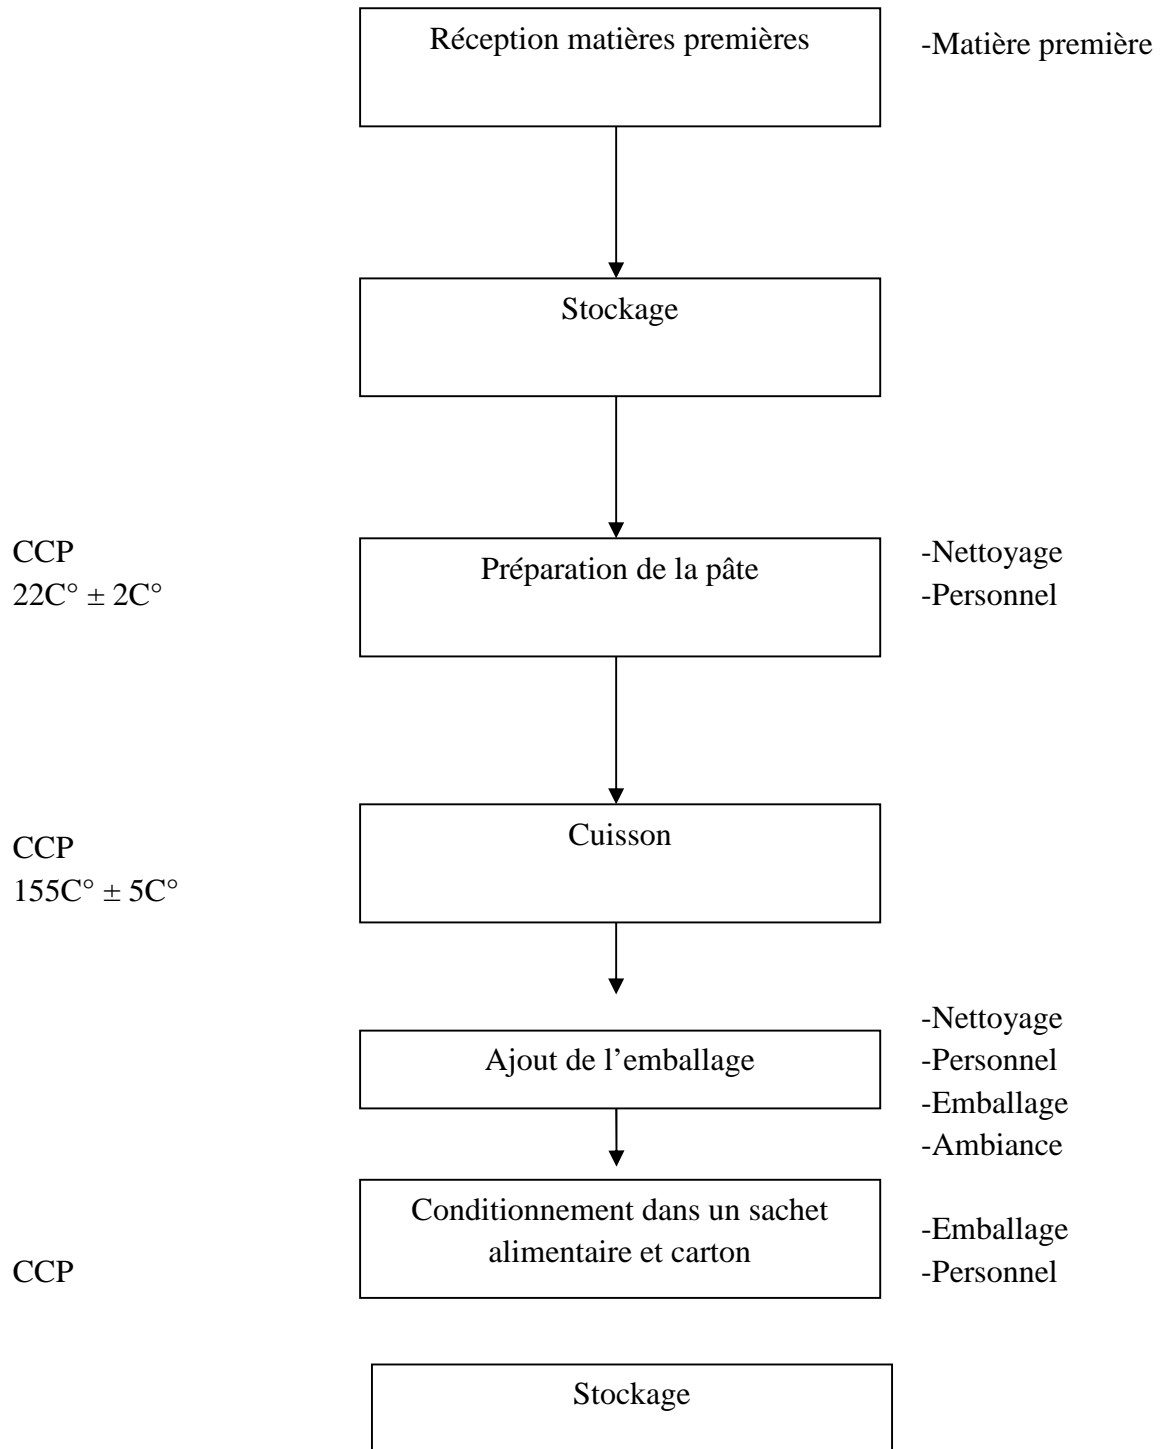 Réception matières premières
-Matière première
Stockage
CCP
22C° ± 2C°
Préparation de la pâte
-Nettoyage
-Personnel
CCP
155C° ± 5C°
Cuisson
Ajout de l’emballage
-Nettoyage
-Personnel
-Emballage
-Ambiance
Conditionnement dans un sachet
alimentaire et carton
-Emballage
-Personnel
CCP
Stockage